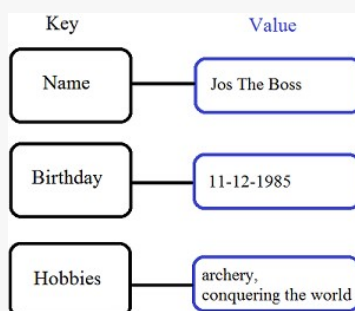 Key Value
Name Jos The Boss
Birthday 11-12-1985
Hobbies archery,
conquering the world